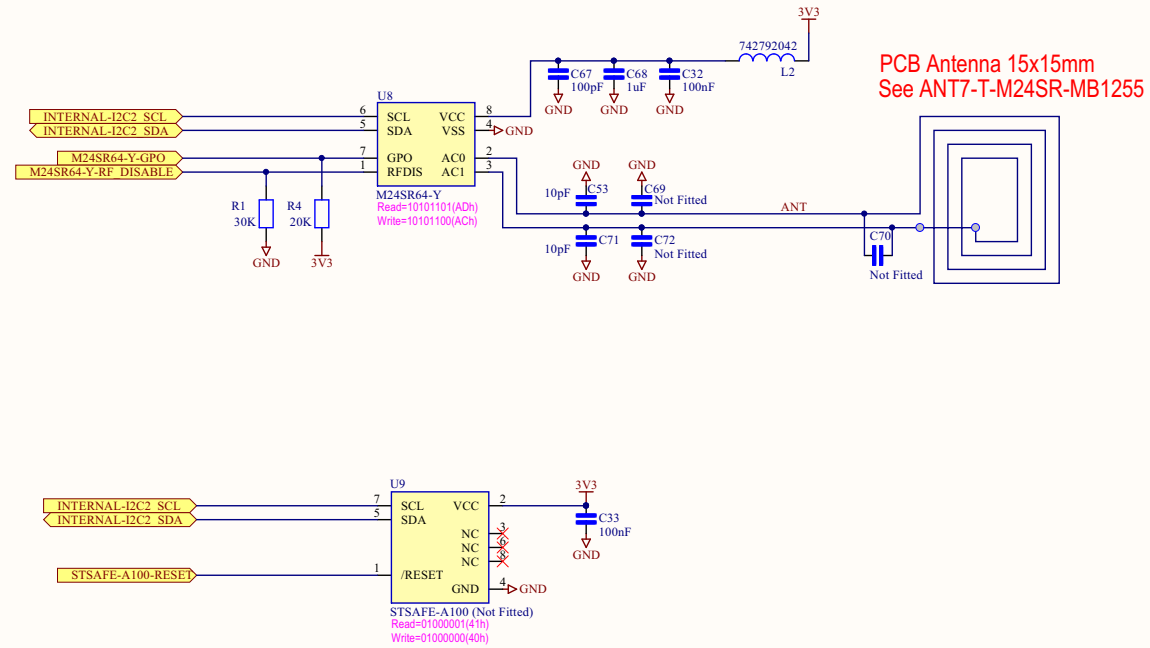 3V3
742792042
L2
C67
100pF
C68
1uF
C32
100nF
GND
GND
GND
PCB Antenna 15x15mm
See ANT7-T-M24SR-MB1255
U8
INTERNAL-I2C2_SCL
6
SCL
VCC
8
INTERNAL-I2C2_SDA
5
SDA
VSS
4
GND
M24SR64-Y-GPO
7
GPO
AC0
2
M24SR64-Y-RF_DISABLE
1
RFDIS
AC1
3
M24SR64-Y
Read=10101101(ADh)
Write=10101100(ACh)
R1
30K
R4
20K
GND
3V3
GND
GND
10pF
C53
C69
Not Fitted
ANT
10pF
C71
C72
Not Fitted
GND
GND
C70
Not Fitted
U9
INTERNAL-I2C2_SCL
7
SCL
VCC
2
3V3
INTERNAL-I2C2_SDA
5
SDA
C33
100nF
GND
NC
3
NC
6
NC
8
STSAFE-A100-RESET
1
/RESET
GND
4
GND
STSAFE-A100 (Not Fitted)
Read=01000001(41h)
Write=01000000(40h)